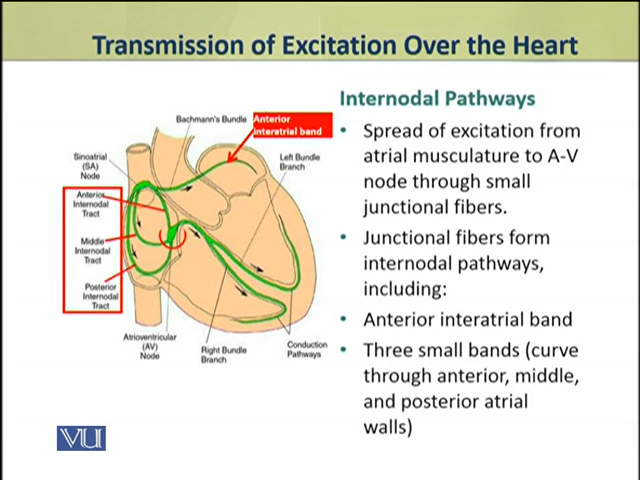 Transmission of Excitation Over the Heart
Bachmann's Bundle
Anterior
interatrial band
Sinoatrial
(SA)
Node
Left Bundle
Branch
Anterior
Internodal
Tract
Middle
Internodal
Tract
Posterior
Internodal
Tract
Atrioventricular
(AV)
Node
Right Bundle
Branch
Conduction
Pathways
Internodal Pathways
• Spread of excitation from
atrial musculature to A-V
node through small
junctional fibers.
• Junctional fibers form
internodal pathways,
including:
• Anterior interatrial band
• Three small bands (curve
through anterior, middle,
and posterior atrial
walls)
VU